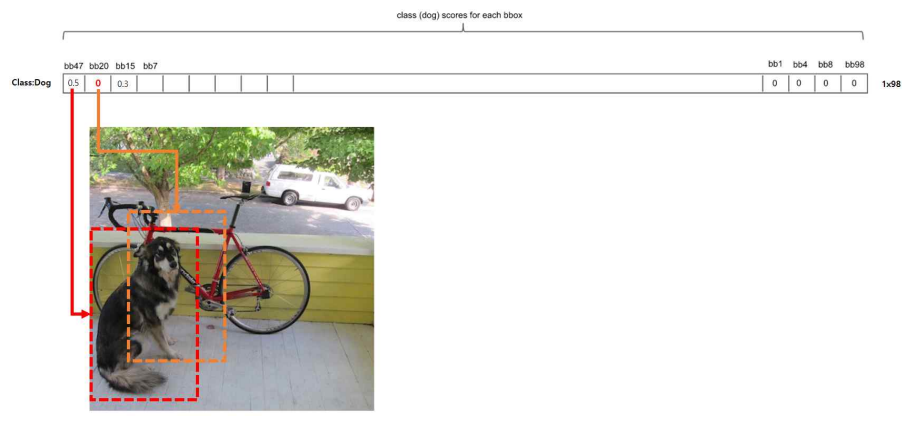 class (dog) scores for each bbox
bb47 bb20 bb15 bb7 bb1 bb4 bb8 bb98
Class:Dog 0.5 0 0.3 0 0 0 0 1x98